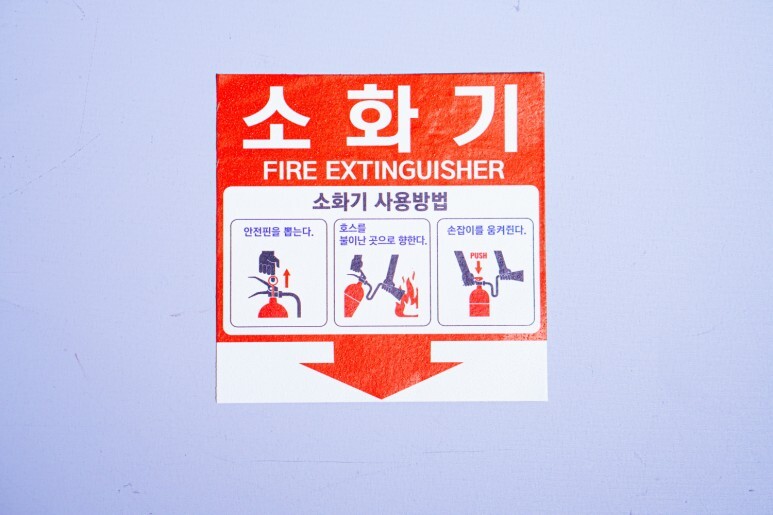 소화기
FIRE EXTINGUISHER
소화기 사용방법
안전핀을 뽑는다.
호스를
불이난 곳으로 향한다.
손잡이를 움켜쥔다.
PUSH